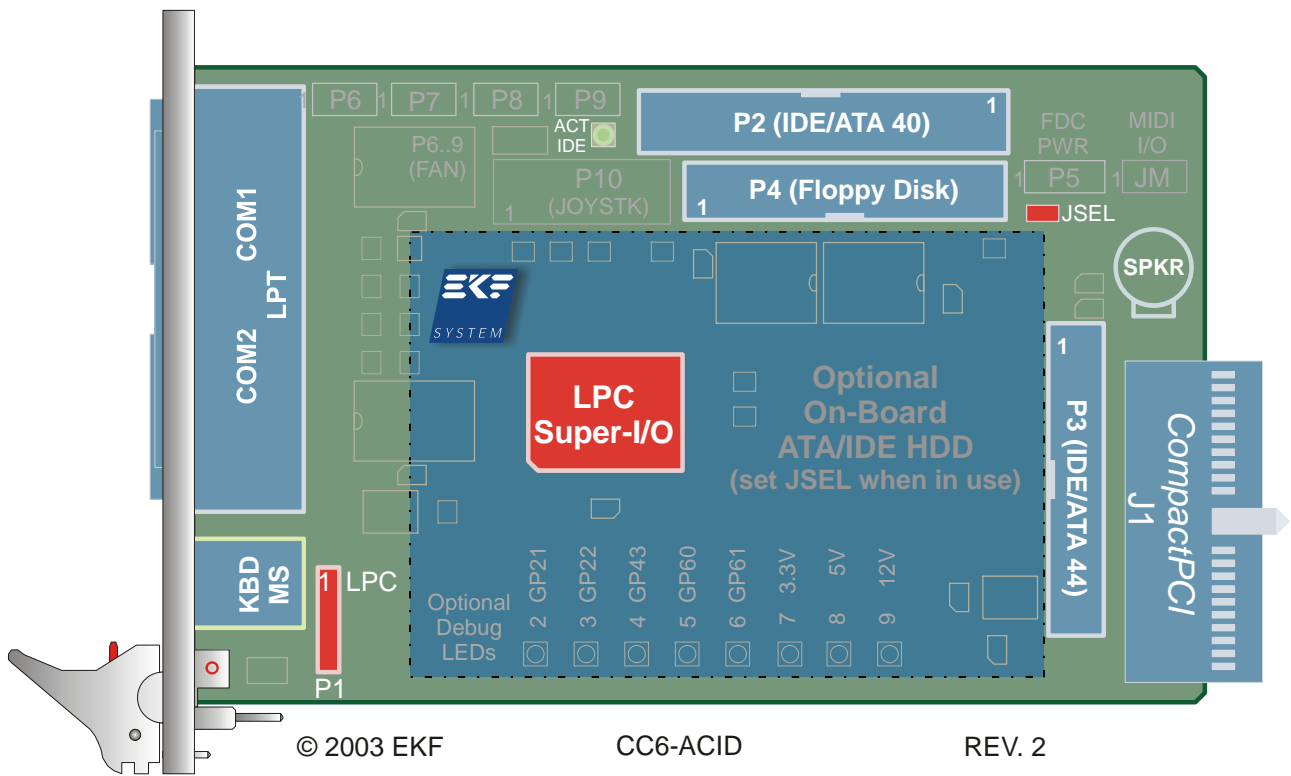 1 P6 1 P7 1 P8 1 P9
ACT
IDE
P6..9
(FAN)
1
P2 (IDE/ATA 40)
FDC
PWR
MIDI
I/O
P10
(JOYSTK)
1
P4 (Floppy Disk)
1
1 P5 1 JM
JSEL
SPKR
COM1
COM2
LPT
EKF
SYSTEM
LPC
Super-I/O
Optional
On-Board
ATA/IDE HDD
(set JSEL when in use)
1
P3 (IDE/ATA 44)
CompactPCI
J1
KBD
MS
1 LPC
P1
Optional
Debug
LEDs
2 GP21
3 GP22
4 GP43
5 GP60
6 GP61
7 3.3V
8 5V
9 12V
© 2003 EKF
CC6-ACID
REV. 2